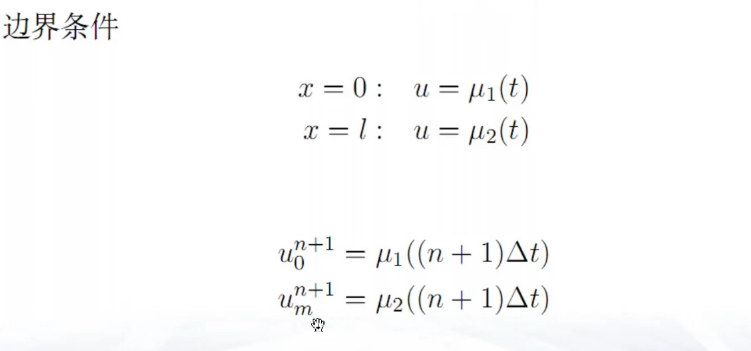 边界条件
x = 0 : u = μ₁(t)
x = l : u = μ₂(t)
u₀ⁿ⁺¹ = μ₁((n + 1)Δt)
uₘⁿ⁺¹ = μ₂((n + 1)Δt)